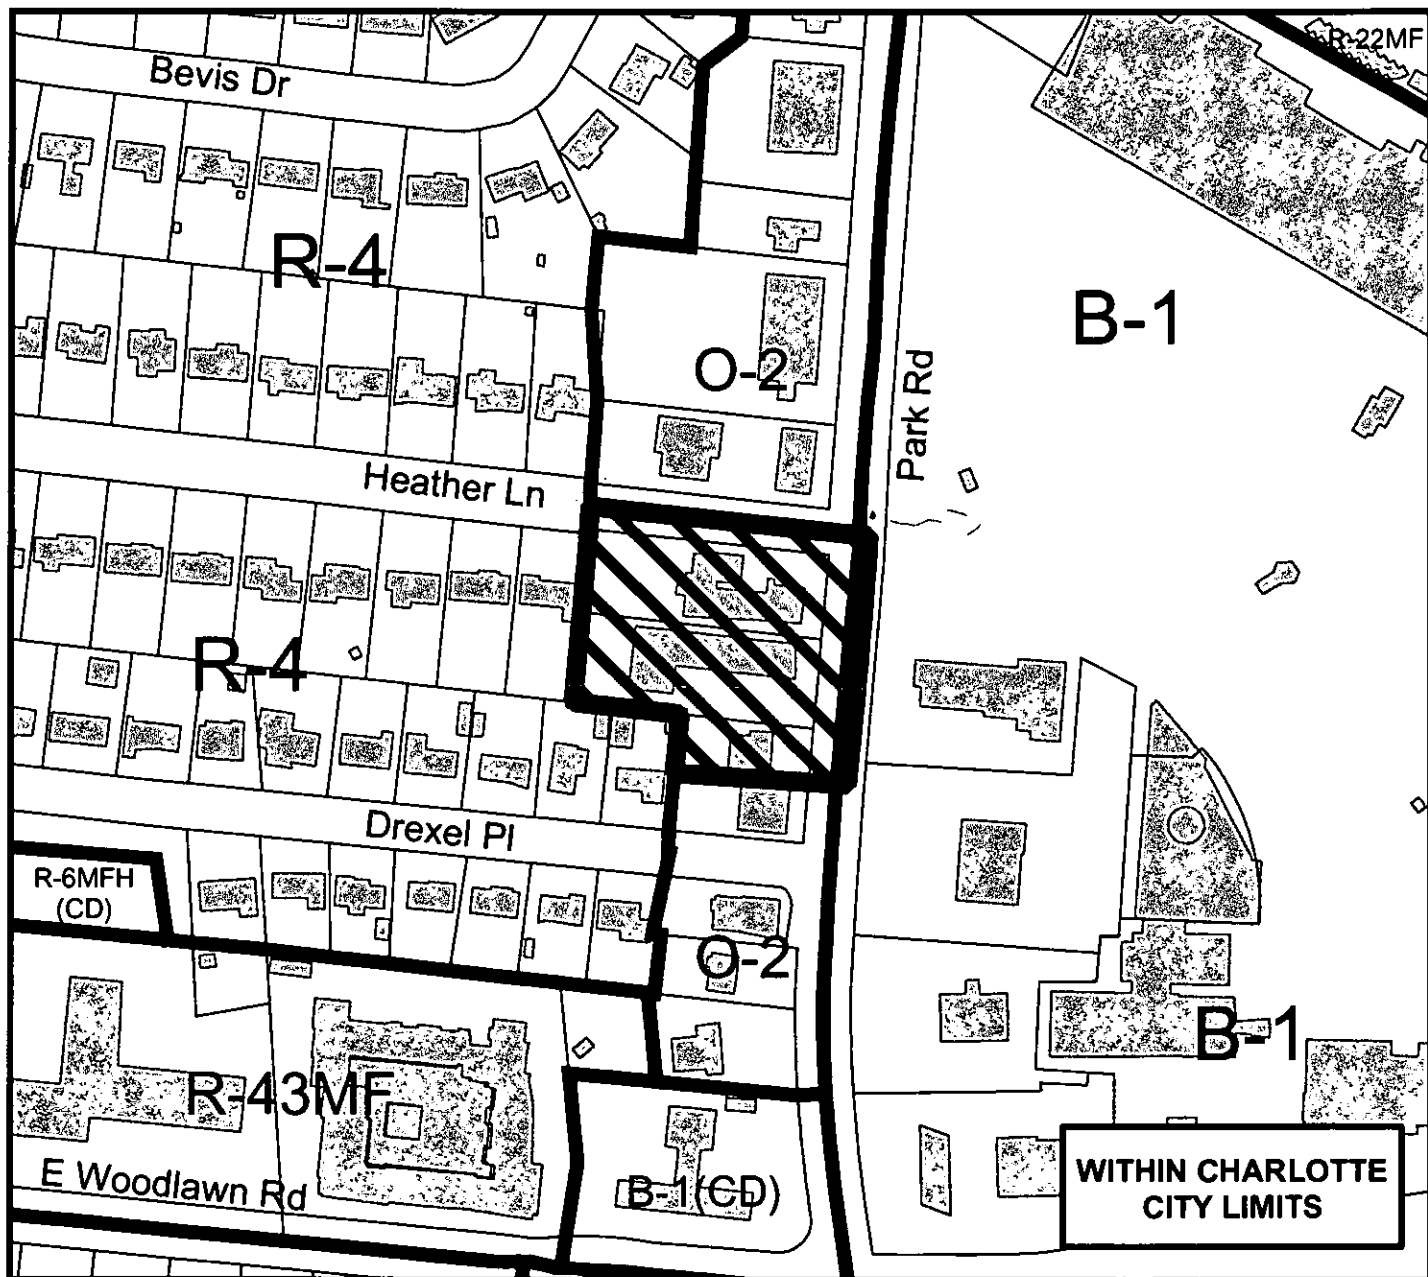 R-22MF
Bevis Dr
R-4
B-1
O-2
Park Rd
Heather Ln
R-4
Drexel Pl
R-6MFH
(CD)
O-2
B-1
R-43MF
E Woodlawn Rd
B-1(CD)
WITHIN CHARLOTTE
CITY LIMITS